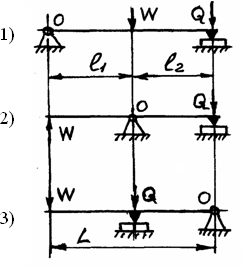 1) O W Q
l₁ l₂
2) W O Q
3) W Q O
L